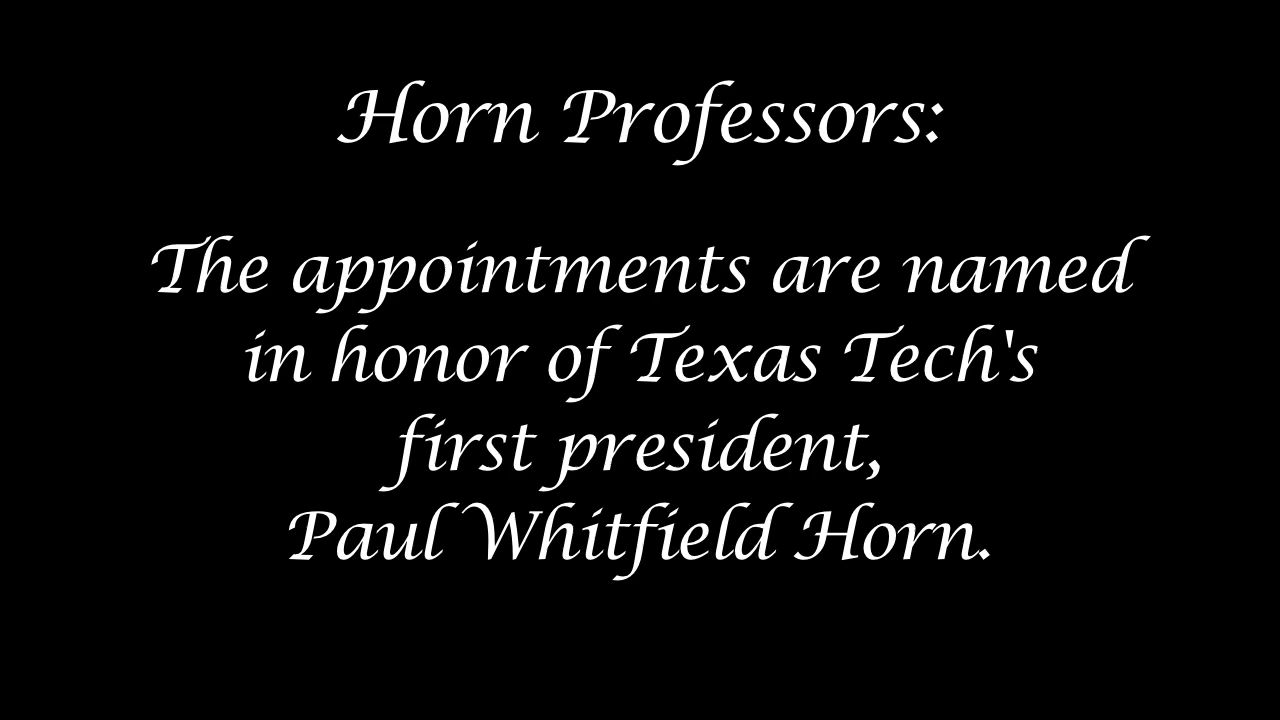 Horn Professors:
The appointments are named
in honor of Texas Tech's
first president,
Paul Whitfield Horn.